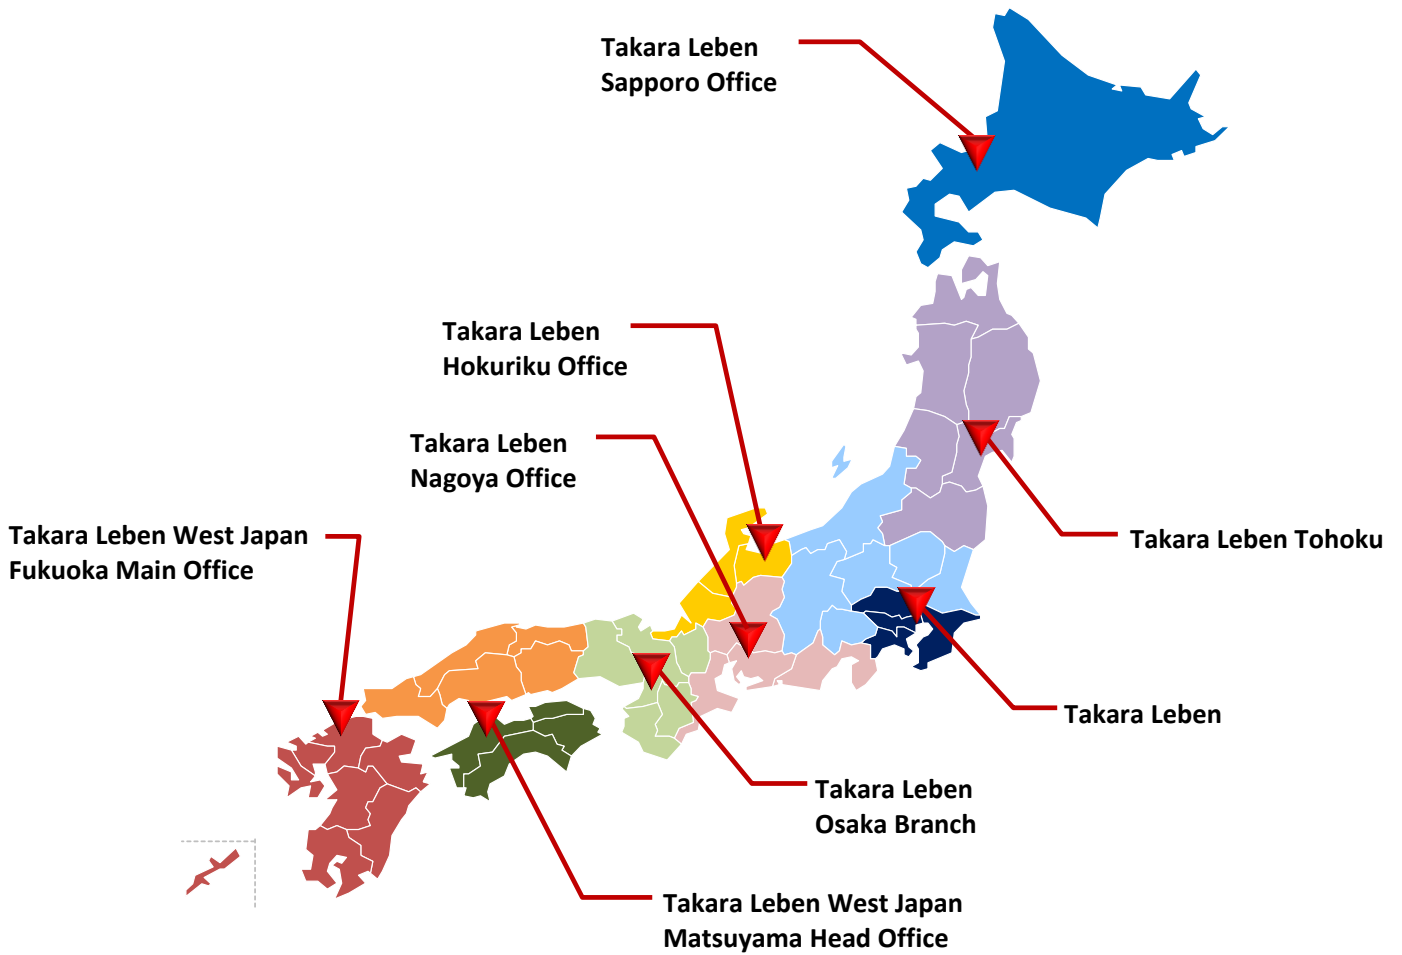 Takara Leben
Sapporo Office
Takara Leben
Hokuriku Office
Takara Leben
Nagoya Office
Takara Leben West Japan
Fukuoka Main Office
Takara Leben Tohoku
Takara Leben
Takara Leben
Osaka Branch
Takara Leben West Japan
Matsuyama Head Office